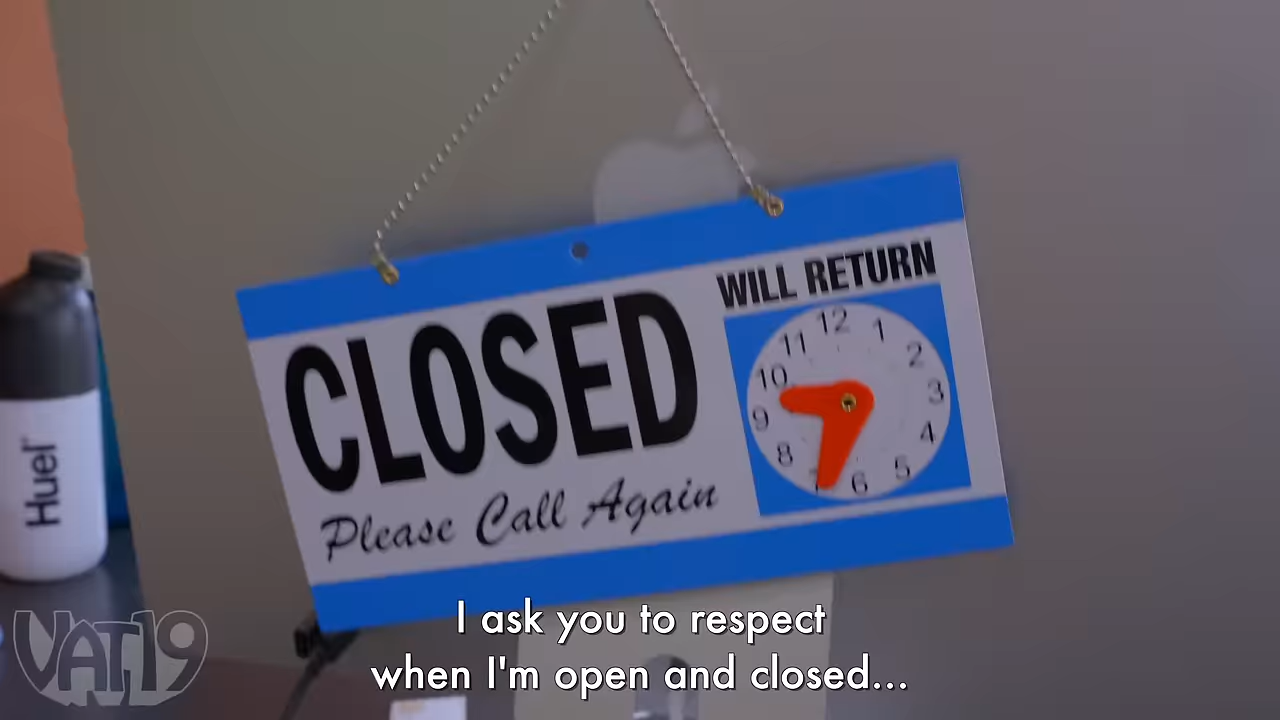 WILL RETURN
CLOSED
Please Call Again
12
1
2
3
4
5
6
7
8
9
10
11
Huel
VAT19
I ask you to respect
when I'm open and closed...